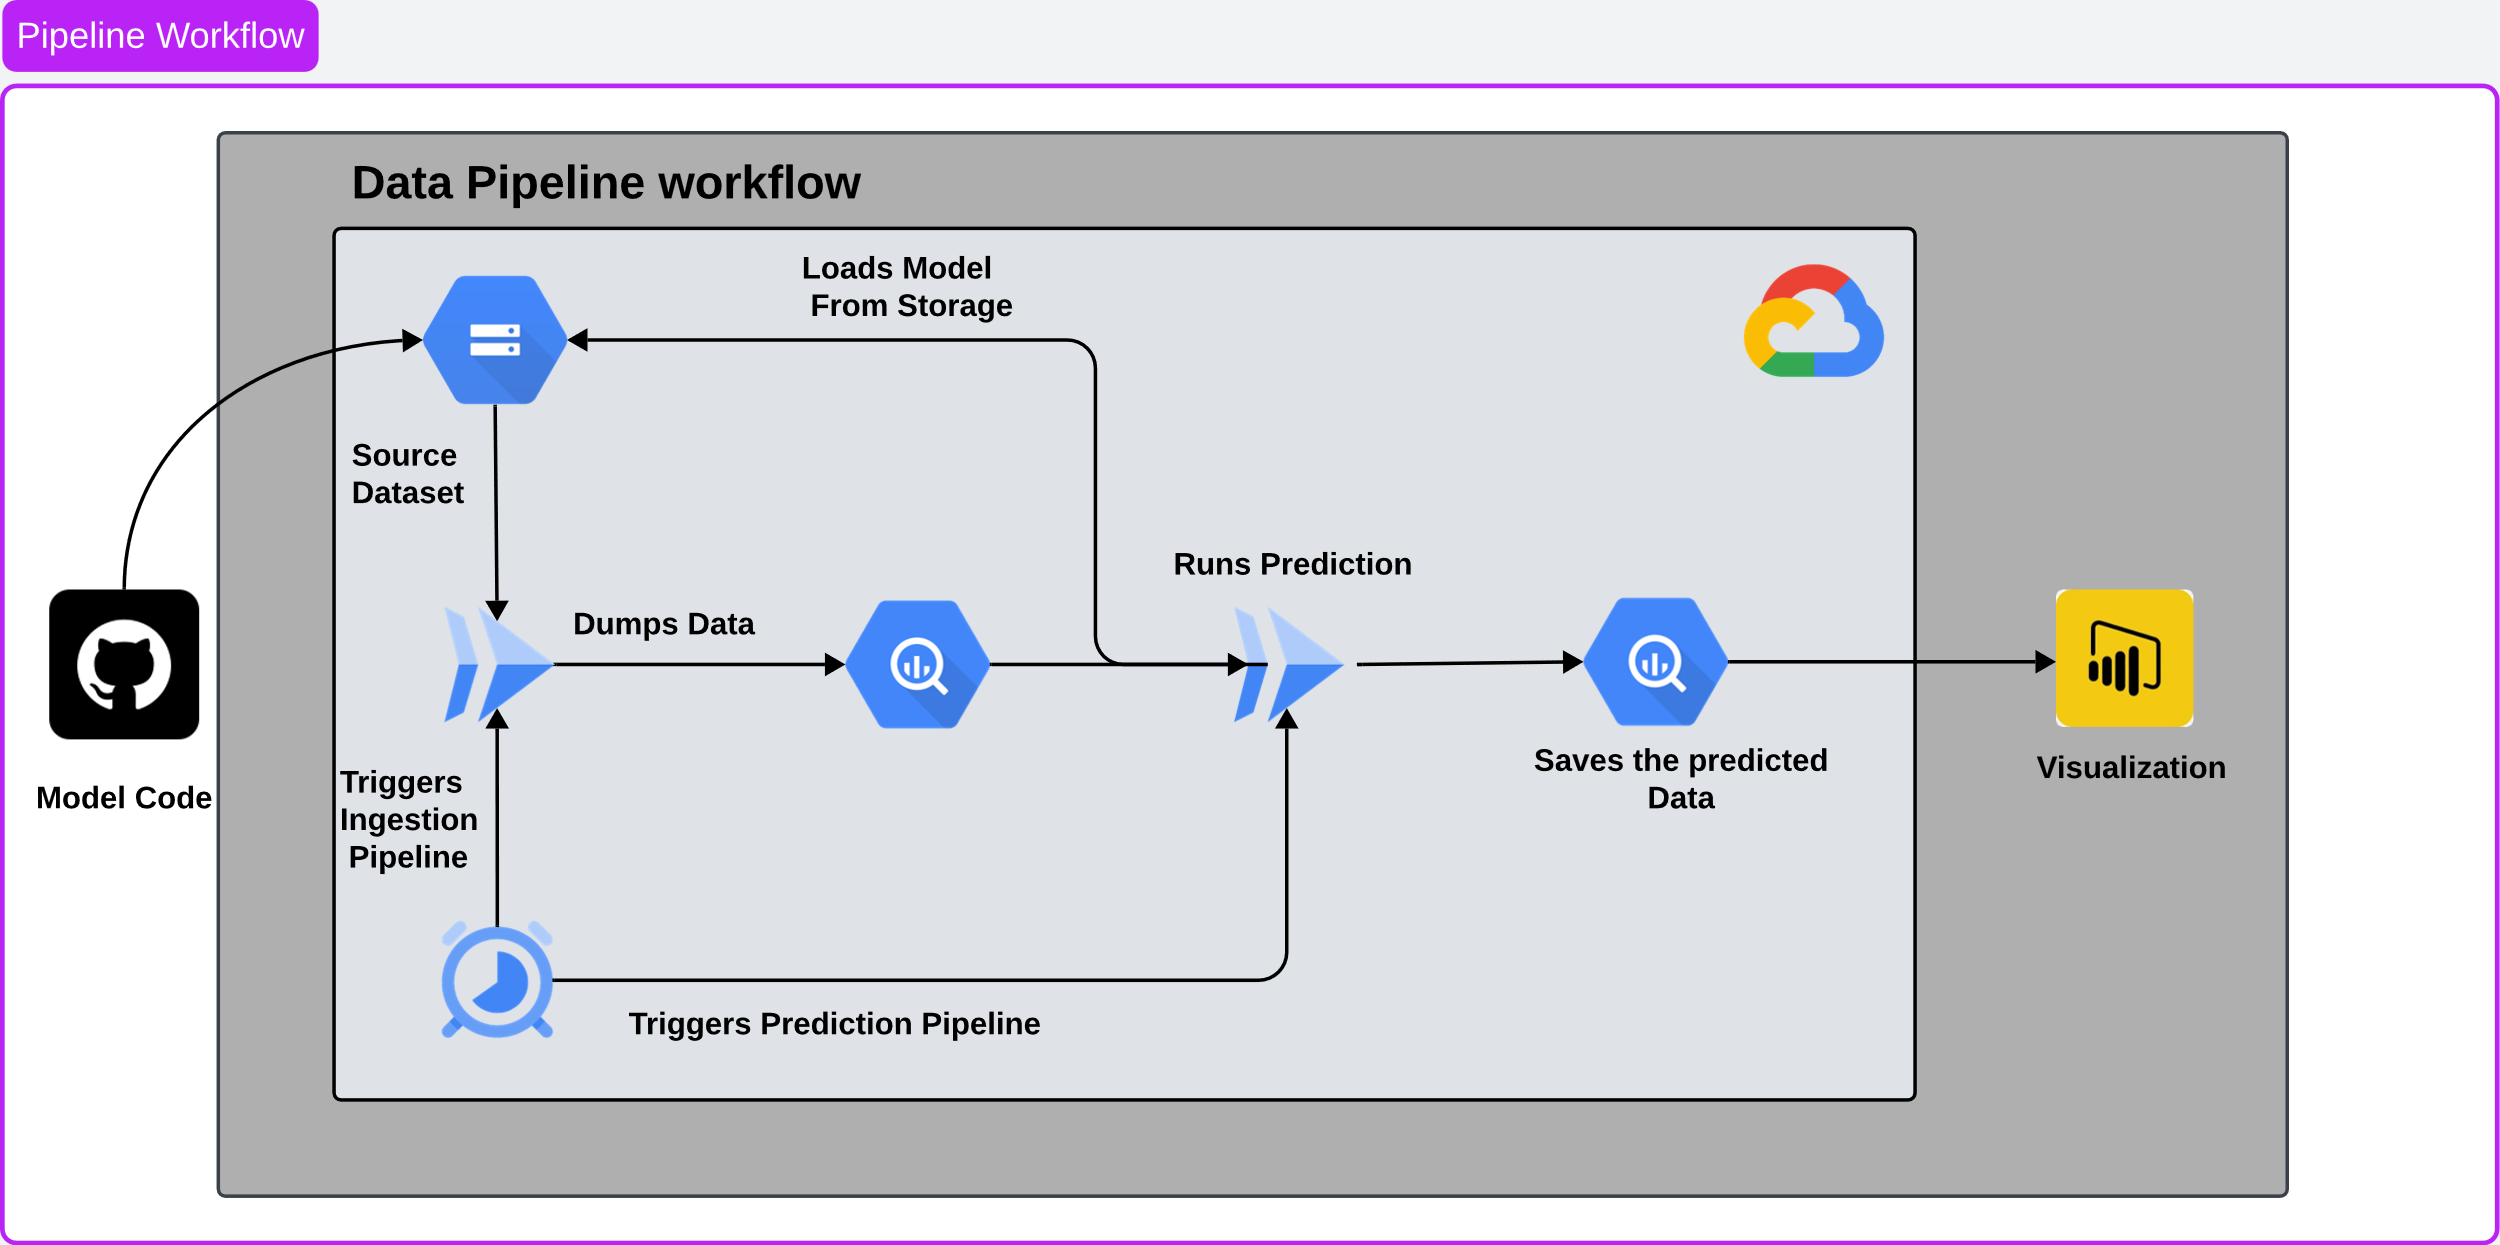 Pipeline Workflow
Data Pipeline workflow
Loads Model
From Storage
Source
Dataset
Runs Prediction
Dumps Data
Model Code
Triggers
Ingestion
Pipeline
Saves the predicted
Data
Visualization
Triggers Prediction Pipeline